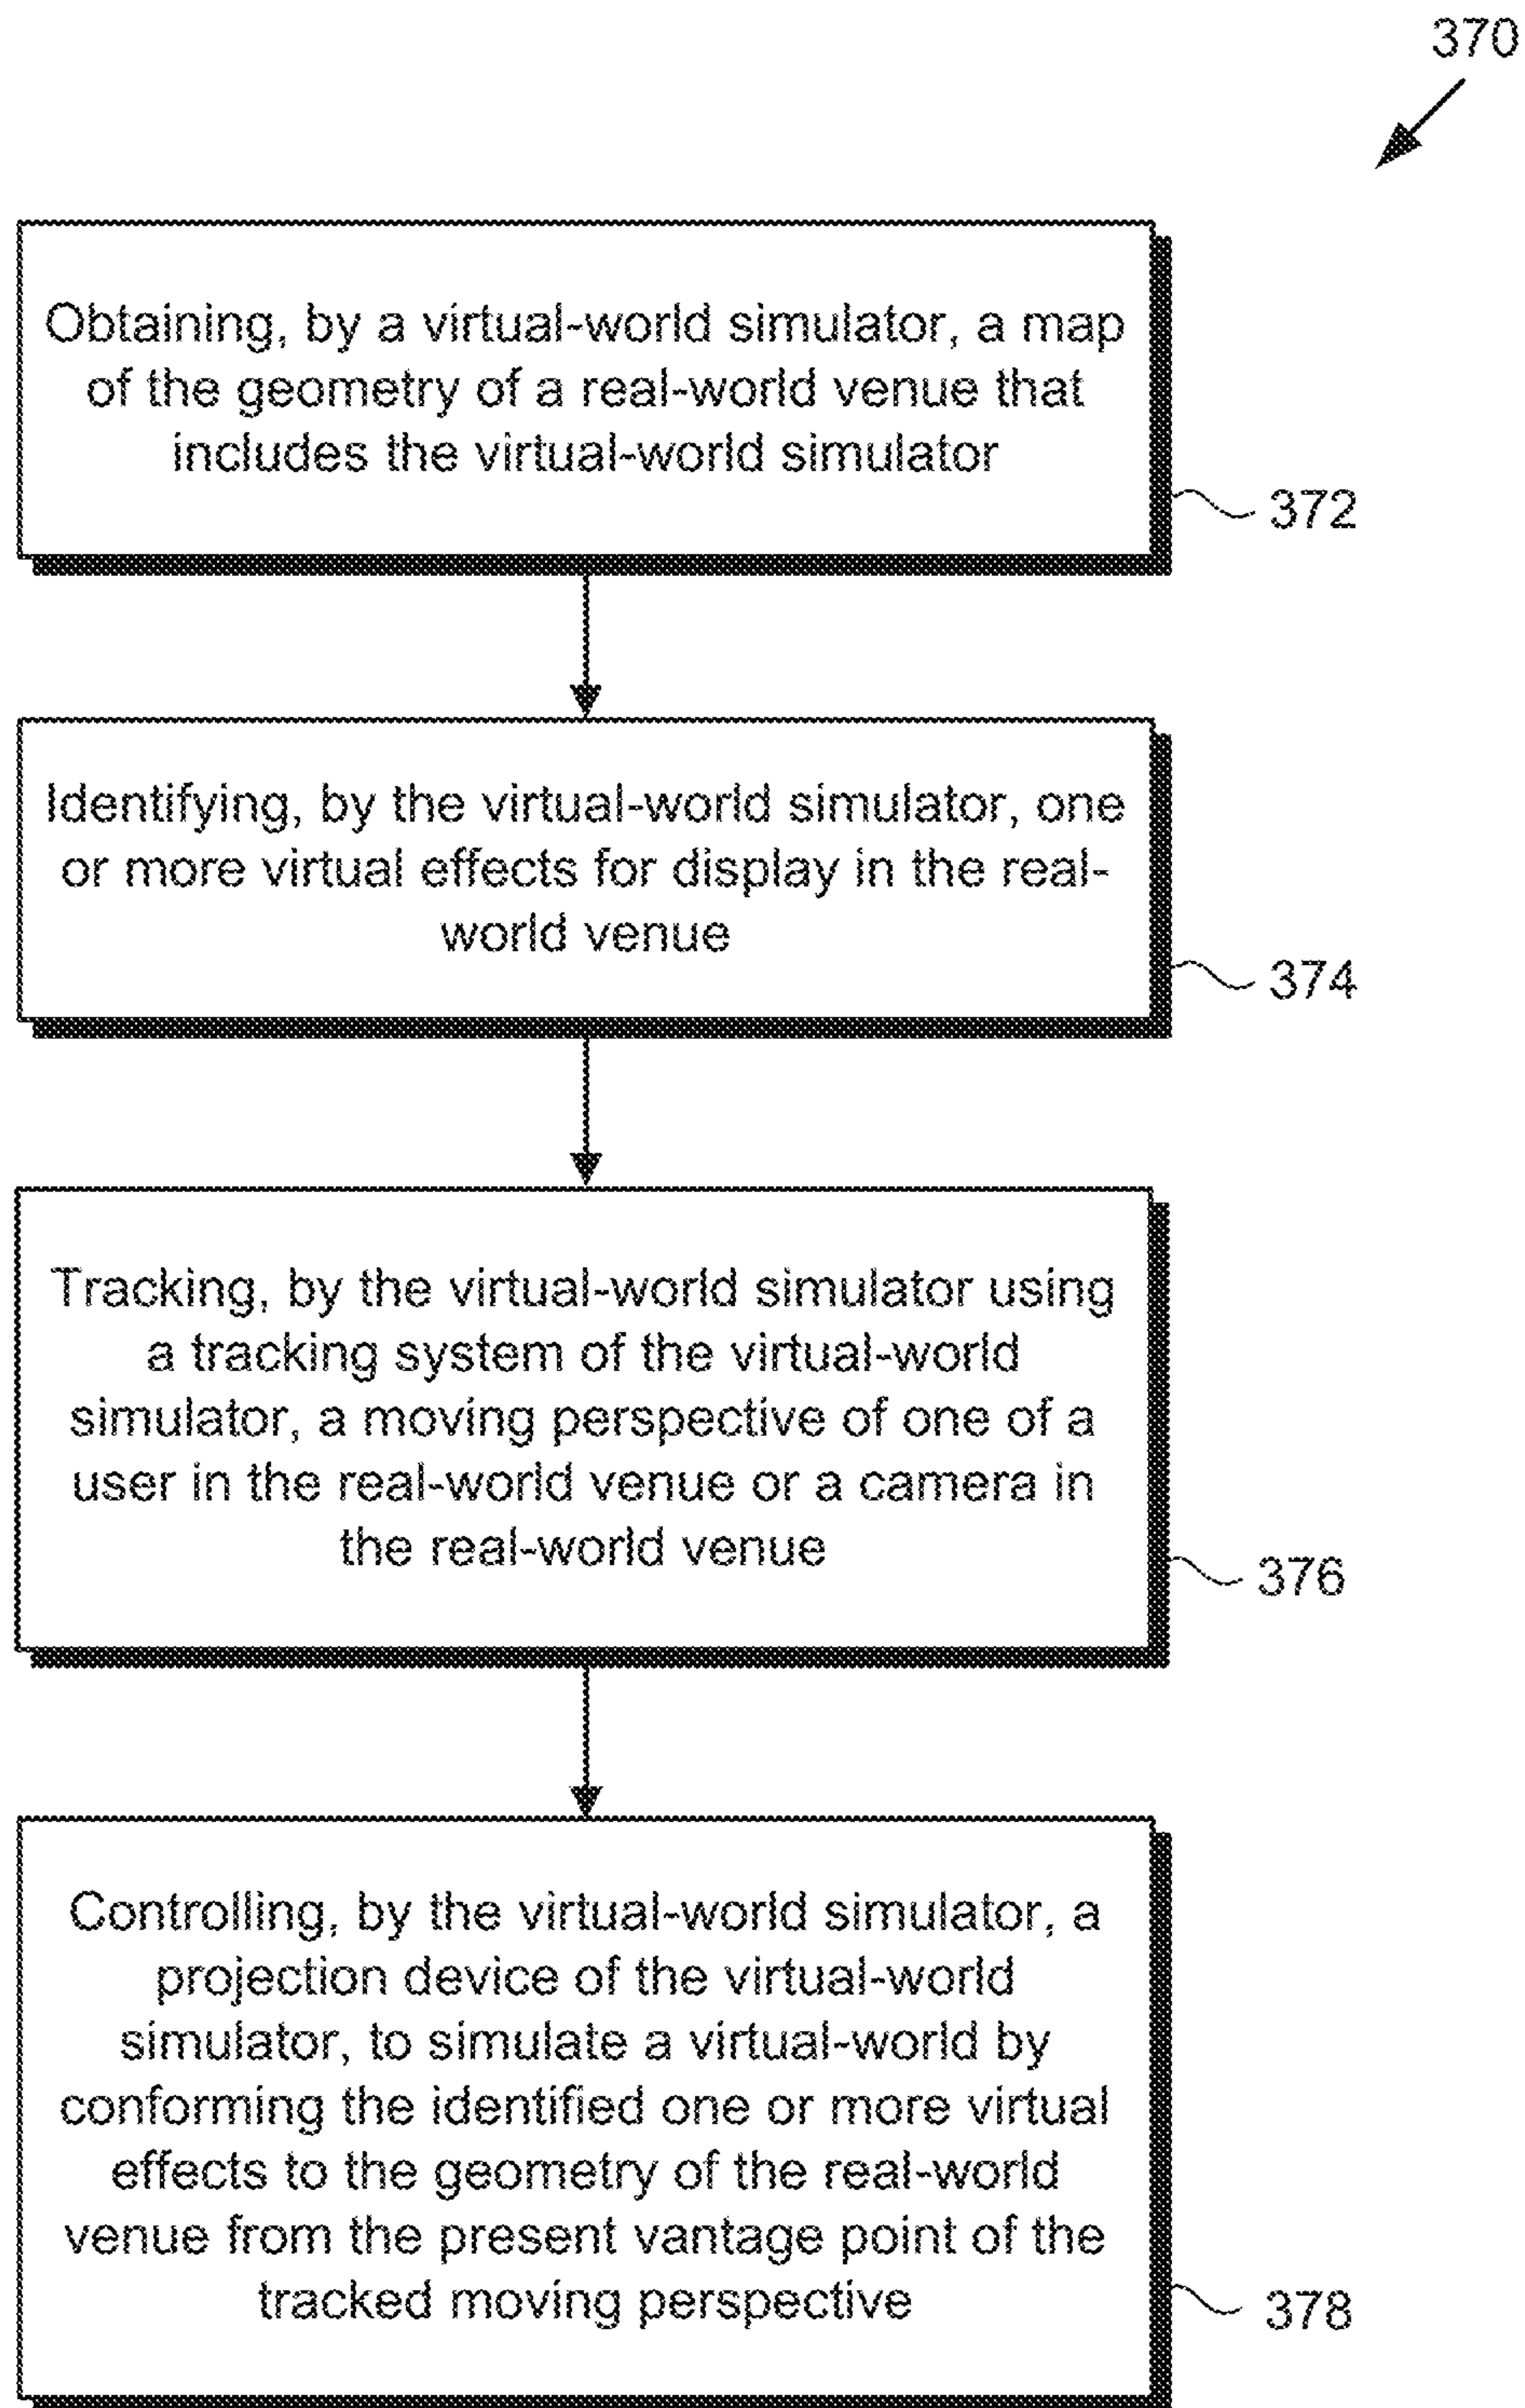 370
Obtaining, by a virtual-world simulator, a map
of the geometry of a real-world venue that
includes the virtual-world simulator
372
Identifying, by the virtual-world simulator, one
or more virtual effects for display in the real-
world venue
374
Tracking, by the virtual-world simulator using
a tracking system of the virtual-world
simulator, a moving perspective of one of a
user in the real-world venue or a camera in
the real-world venue
376
Controlling, by the virtual-world simulator, a
projection device of the virtual-world
simulator, to simulate a virtual-world by
conforming the identified one or more virtual
effects to the geometry of the real-world
venue from the present vantage point of the
tracked moving perspective
378